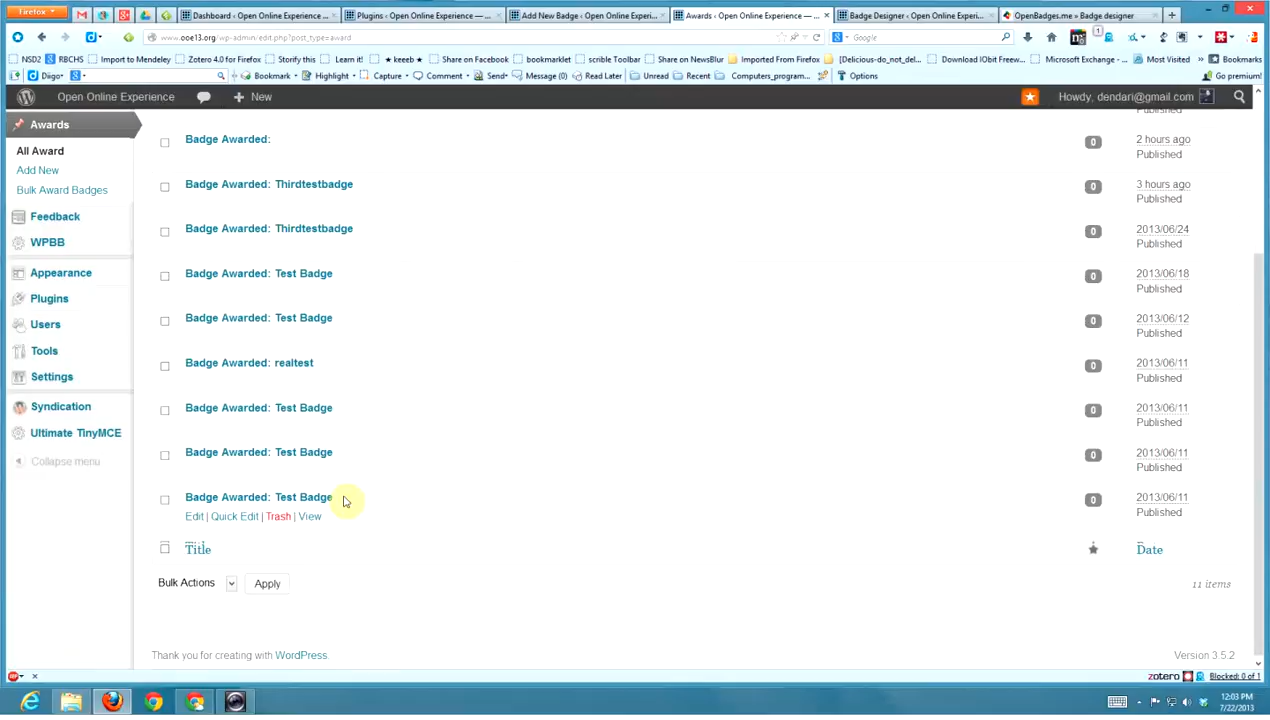 Firefox
Dashboard ‹ Open Online Experience ...
Plugins ‹ Open Online Experience — ...
Add New Badge ‹ Open Online Experi...
Awards ‹ Open Online Experience — ...
Badge Designer ‹ Open Online Experi...
OpenBadges.me » Badge designer
www.ooe13.org/wp-admin/edit.php?post_type=award
Google
NSD2
RBCHS
Import to Mendeley
Zotero 4.0 for Firefox
Storify this
Learn it!
★ keeeb ★
Share on Facebook
bookmarklet
scrible Toolbar
Share on NewsBlur
Imported From Firefox
[Delicious-do_not_del...
Download IObit Freew...
Microsoft Exchange - ...
Most Visited
Bookmarks
Diigo
Bookmark
Highlight
Capture
Comment
Send
Message (0)
Read Later
Unread
Recent
Computers_program...
Options
Go premium!
Open Online Experience
New
Howdy, dendari@gmail.com
Awards
All Award
Add New
Bulk Award Badges
Feedback
WPBB
Appearance
Plugins
Users
Tools
Settings
Syndication
Ultimate TinyMCE
Collapse menu
Published
Badge Awarded:
0
2 hours ago
Published
Badge Awarded: Thirdtestbadge
0
3 hours ago
Published
Badge Awarded: Thirdtestbadge
0
2013/06/24
Published
Badge Awarded: Test Badge
0
2013/06/18
Published
Badge Awarded: Test Badge
0
2013/06/12
Published
Badge Awarded: realtest
0
2013/06/11
Published
Badge Awarded: Test Badge
0
2013/06/11
Published
Badge Awarded: Test Badge
0
2013/06/11
Published
Badge Awarded: Test Badge
0
2013/06/11
Edit | Quick Edit | Trash | View
Published
Title
Date
Bulk Actions
Apply
11 items
Thank you for creating with WordPress.
Version 3.5.2
zotero
Blocked: 0 of 1
12:03 PM
7/22/2013